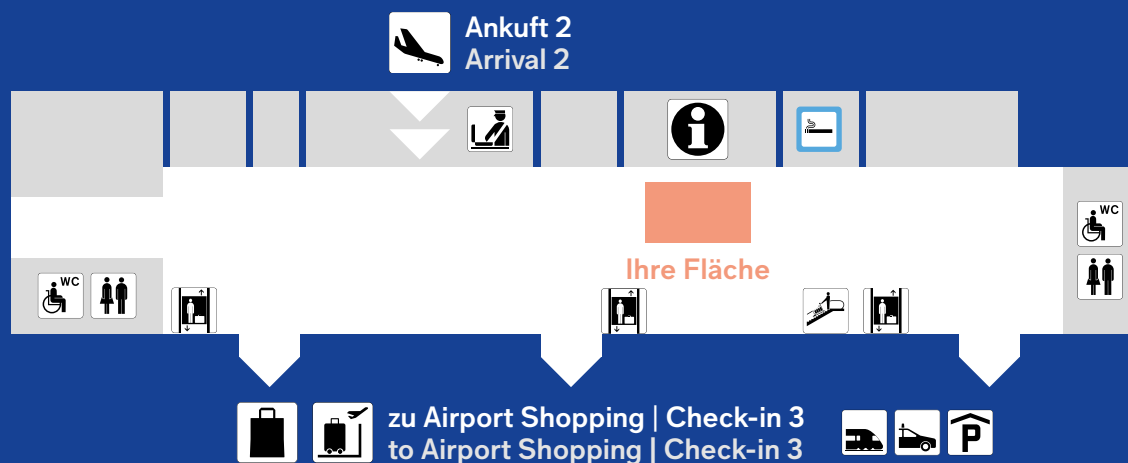 Ankuft 2
Arrival 2
WC
Ihre Fläche
WC
zu Airport Shopping | Check-in 3
to Airport Shopping | Check-in 3
P